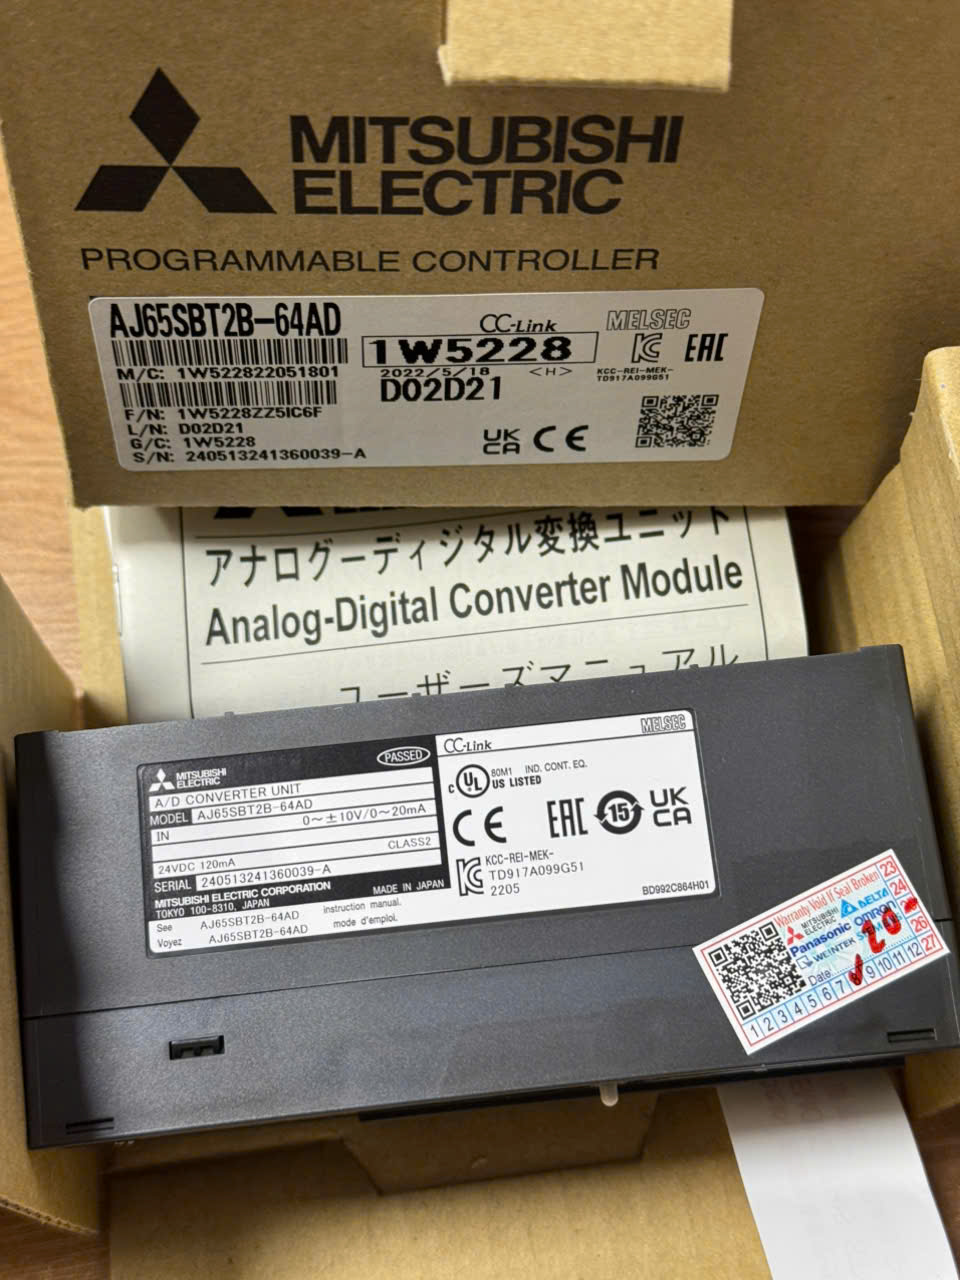 MITSUBISHI
ELECTRIC
PROGRAMMABLE CONTROLLER
AJ65SBT2B-64AD
CC-Link
MELSEC
1W5228
M/C: 1W522822051801
2022/5/18 <H>
KCC-REI-MEK-
TD917A099G51
EAC
D02D21
F/N: 1W5228ZZ5IC6F
L/N: D02D21
G/C: 1W5228
S/N: 240513241360039-A
UK
CA
CE
アナログーディジタル変換ユニット
Analog-Digital Converter Module
ユーザーズマニュアル
MITSUBISHI
ELECTRIC
PASSED
A/D CONVERTER UNIT
MODEL AJ65SBT2B-64AD
IN 0～±10V/0～20mA
24VDC 120mA CLASS2
SERIAL 240513241360039-A
MITSUBISHI ELECTRIC CORPORATION
TOKYO 100-8310, JAPAN MADE IN JAPAN
See AJ65SBT2B-64AD instruction manual.
Voyez AJ65SBT2B-64AD mode d'emploi.
CC-Link
MELSEC
C UL 80M1 IND. CONT. EQ.
US LISTED
CE EAC 15 UK
CA
KCC-REI-MEK-
TD917A099G51
2205
BD992C864H01
Warranty Void If Seal Broken
MITSUBISHI
ELECTRIC
DELTA
Panasonic OMRON
WEINTEK
Date
1 2 3 4 5 6 7 8 9 10 11 12
23
24
26
27